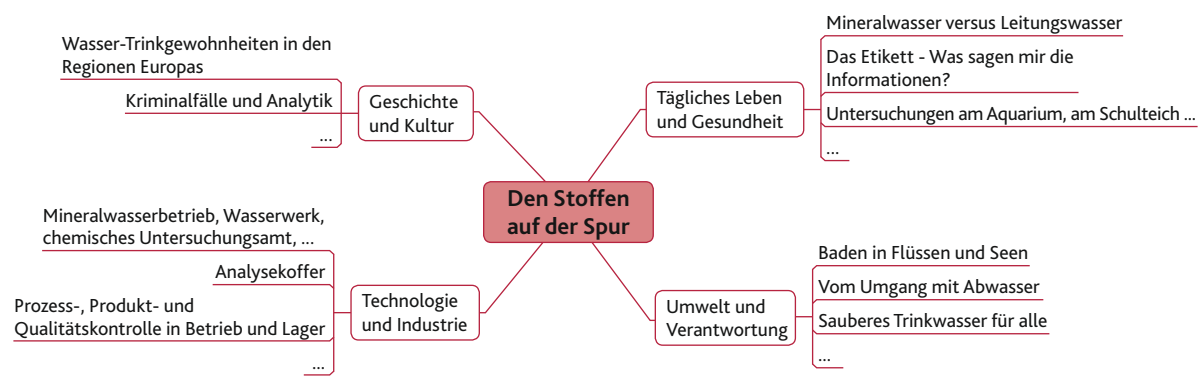 Wasser-Trinkgewohnheiten in den
Regionen Europas
Kriminalfälle und Analytik
...
Geschichte
und Kultur
Mineralwasser versus Leitungswasser
Das Etikett - Was sagen mir die
Informationen?
Untersuchungen am Aquarium, am Schulteich ...
...
Tägliches Leben
und Gesundheit
Den Stoffen
auf der Spur
Mineralwasserbetrieb, Wasserwerk,
chemisches Untersuchungsamt, ...
Analysekoffer
Prozess-, Produkt- und
Qualitätskontrolle in Betrieb und Lager
...
Technologie
und Industrie
Umwelt und
Verantwortung
Baden in Flüssen und Seen
Vom Umgang mit Abwasser
Sauberes Trinkwasser für alle
...